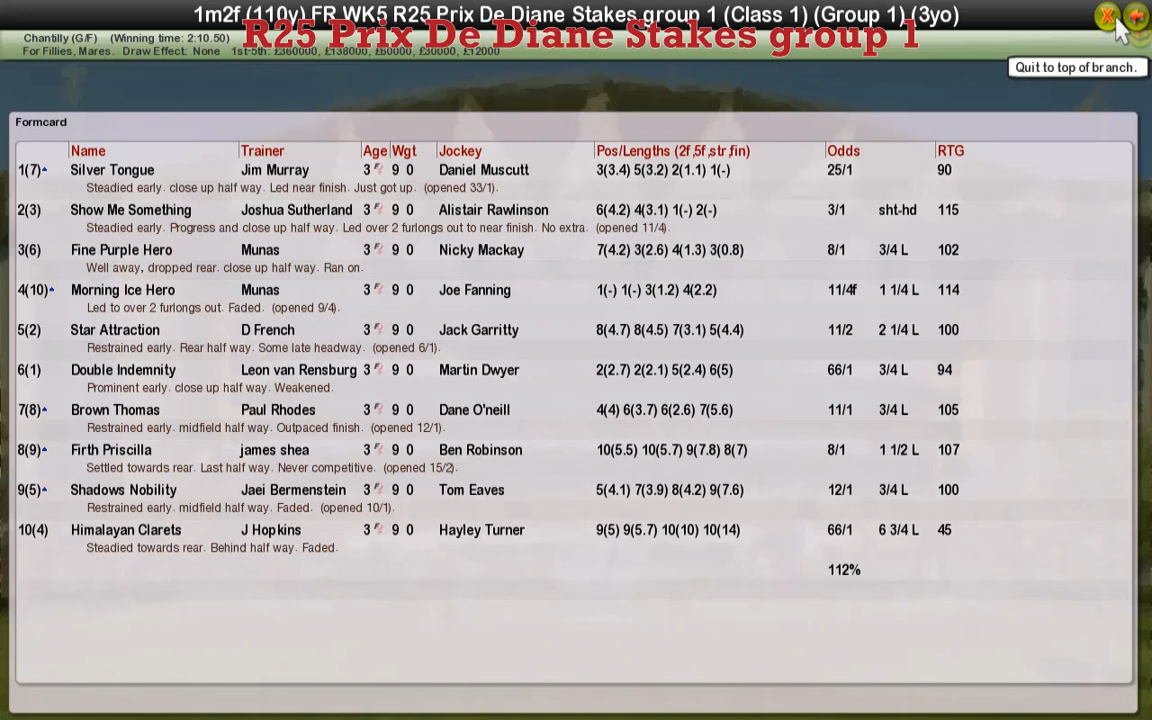 1m2f (110y) FR WK5 R25 Prix De Diane Stakes group 1 (Class 1) (Group 1) (3yo)
R25 Prix De Diane Stakes group 1
Chantilly (G/F) (Winning time: 2:10.50)
For Fillies, Mares. Draw Effect: None 1st-5th: £360000, £138000, £60000, £30000, £12000
Quit to top of branch.
Formcard
Name Trainer Age Wgt Jockey Pos/Lengths (2f,5f,str,fin) Odds RTG
1(7) Silver Tongue Jim Murray 3 9 0 Daniel Muscutt 3(3.4) 5(3.2) 2(1.1) 1(-) 25/1 90
Steadied early. close up half way. Led near finish. Just got up. (opened 33/1).
2(3) Show Me Something Joshua Sutherland 3 9 0 Alistair Rawlinson 6(4.2) 4(3.1) 1(-) 2(-) 3/1 sht-hd 115
Steadied early. Progress and close up half way. Led over 2 furlongs out to near finish. No extra. (opened 11/4).
3(6) Fine Purple Hero Munas 3 9 0 Nicky Mackay 7(4.2) 3(2.6) 4(1.3) 3(0.8) 8/1 3/4 L 102
Well away, dropped rear. close up half way. Ran on.
4(10) Morning Ice Hero Munas 3 9 0 Joe Fanning 1(-) 1(-) 3(1.2) 4(2.2) 11/4f 1 1/4 L 114
Led to over 2 furlongs out. Faded. (opened 9/4).
5(2) Star Attraction D French 3 9 0 Jack Garritty 8(4.7) 8(4.5) 7(3.1) 5(4.4) 11/2 2 1/4 L 100
Restrained early. Rear half way. Some late headway. (opened 6/1).
6(1) Double Indemnity Leon van Rensburg 3 9 0 Martin Dwyer 2(2.7) 2(2.1) 5(2.4) 6(5) 66/1 3/4 L 94
Prominent early. close up half way. Weakened.
7(8) Brown Thomas Paul Rhodes 3 9 0 Dane O'neill 4(4) 6(3.7) 6(2.6) 7(5.6) 11/1 3/4 L 105
Restrained early. midfield half way. Outpaced finish. (opened 12/1).
8(9) Firth Priscilla james shea 3 9 0 Ben Robinson 10(5.5) 10(5.7) 9(7.8) 8(7) 8/1 1 1/2 L 107
Settled towards rear. Last half way. Never competitive. (opened 15/2).
9(5) Shadows Nobility Jaei Bermenstein 3 9 0 Tom Eaves 5(4.1) 7(3.9) 8(4.2) 9(7.6) 12/1 3/4 L 100
Restrained early. midfield half way. Faded. (opened 10/1).
10(4) Himalayan Clarets J Hopkins 3 9 0 Hayley Turner 9(5) 9(5.7) 10(10) 10(14) 66/1 6 3/4 L 45
Steadied towards rear. Behind half way. Faded.
112%